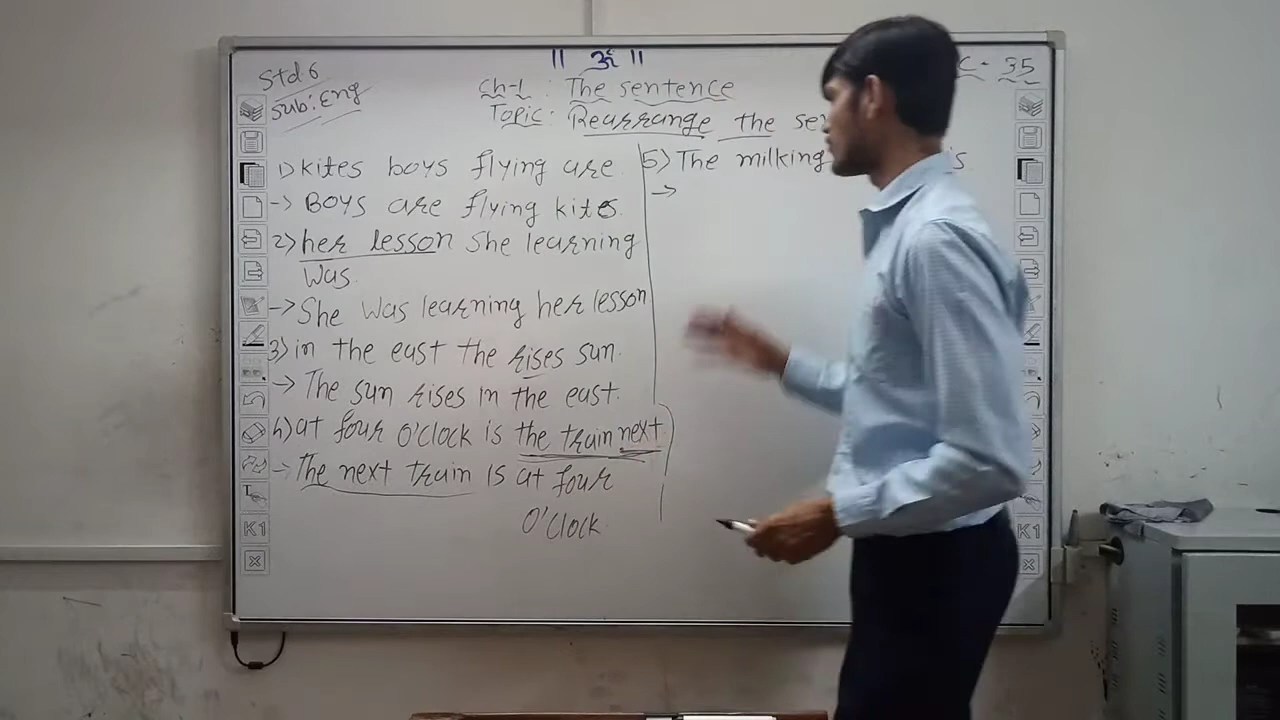 || ॐ ||
Std 6
Sub: Eng
Ch-1 : The sentence
Topic: Rearrange the
C - 35
1) kites boys flying are.
-> Boys are flying kites.
2) her lesson she learning
was.
-> She was learning her lesson
3) in the east the rises sun.
-> The sun rises in the east.
4) at four O'clock is the train next.
-> The next train is at four
O'clock.
5) The milking is
->
T
K1
K1